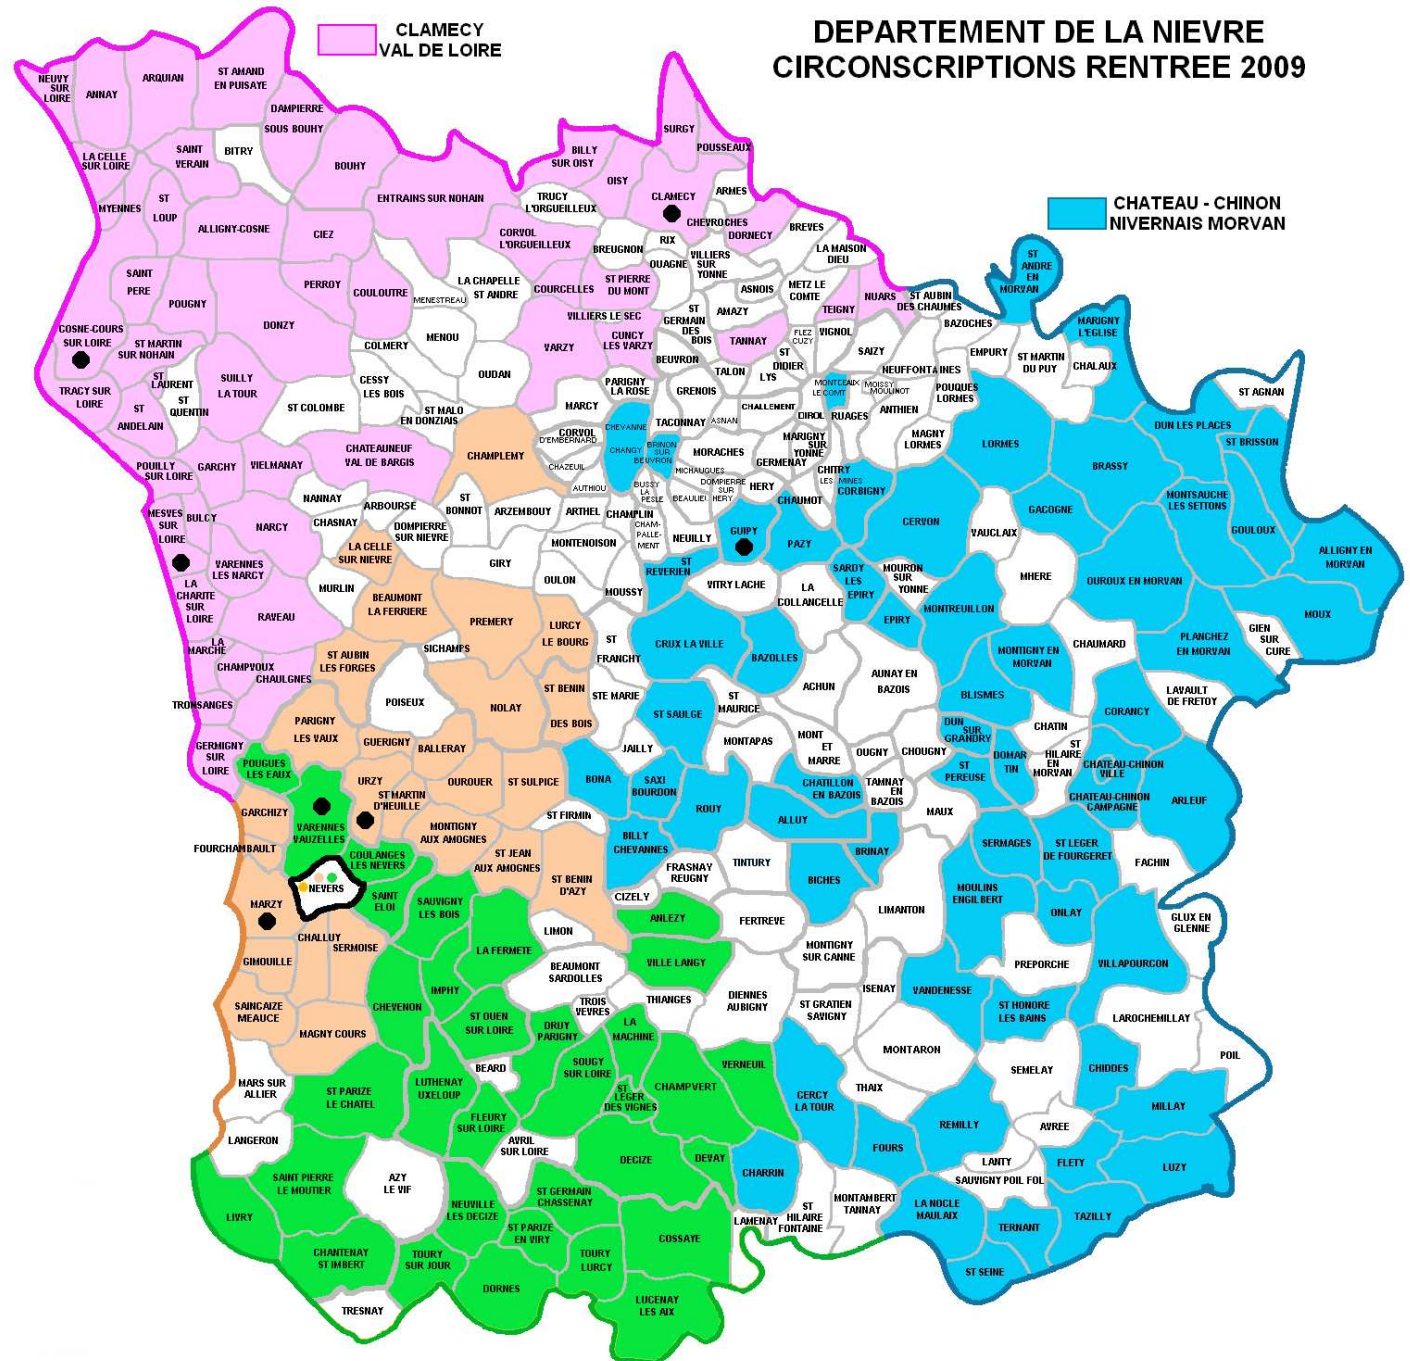 DEPARTEMENT DE LA NIEVRE
CIRCONSCRIPTIONS RENTREE 2009
CLAMECY
VAL DE LOIRE
CHATEAU - CHINON
NIVERNAIS MORVAN
NEUVY
SUR
LOIRE
ANNAY
ARQUIAN
ST AMAND
EN PUISAYE
DAMPIERRE
SOUS BOUHY
BITRY
SAINT
VERAIN
LA CELLE
SUR LOIRE
BOUHY
MYENNES
ST
LOUP
ALLIGNY-COSNE
CIEZ
ENTRAINS SUR NOHAIN
BILLY
SUR OISY
OISY
SURGY
POUSSEAUX
CLAMECY
ARMES
TRUCY
L'ORGUEILLEUX
CHEVROCHES
DORNECY
BREVES
CORVOL
L'ORGUEILLEUX
BREUGNON
RIX
OUAGNE
VILLIERS
SUR
YONNE
LA MAISON
DIEU
SAINT
PERE
POUGNY
PERROY
COULOUTRE
MENESTREAU
LA CHAPELLE
ST ANDRE
COURCELLES
ST PIERRE
DU MONT
ASNOIS
METZ LE
COMTE
TEIGNY
NUARS
ST AUBIN
DES CHAUMES
ST
ANDRE
EN
MORVAN
COSNE-COURS
SUR LOIRE
ST MARTIN
SUR NOHAIN
DONZY
COLMERY
MENOU
VILLIERS LE SEC
VARZY
CUNCY
LES VARZY
ST
GERMAIN
DES
BOIS
AMAZY
TANNAY
FLEZ
CUZY
VIGNOL
BAZOCHES
MARIGNY
L'EGLISE
TRACY SUR
LOIRE
ST
LAURENT
ST
QUENTIN
SUILLY
LA TOUR
ST
ANDELAIN
ST COLOMBE
CESSY
LES BOIS
OUDAN
ST MALO
EN DONZIAIS
PARIGNY
LA ROSE
BEUVRON
GRENOIS
TALON
LYS
ST
DIDIER
SAIZY
NEUFFONTAINES
EMPURY
ST MARTIN
DU PUY
CHALAUX
ST AGNAN
MARCY
CORVOL
D'EMBERNARD
CHEVANNE
CHANGY
BRINON
SUR
BEUVRON
TACONNAY
ASNAN
CHALLEMENT
DIROL
MONTCEAUX
LE COMT
MOISSY
MOULINOT
RUAGES
ANTHIEN
POUQUES
LORMES
MAGNY
LORMES
LORMES
DUN LES PLACES
ST BRISSON
POUILLY
SUR LOIRE
GARCHY
VIELMANAY
CHATEAUNEUF
VAL DE BARGIS
CHAMPLEMY
CHAZEUIL
AUTHIOU
BUSSY
LA
PESLE
MICHAUGUES
MORACHES
GERMENAY
MARIGNY
SUR
YONNE
CHITRY
LES MINES
BEAULIEU
DOMPIERRE
SUR
HERY
HERY
CHAUMOT
CORBIGNY
BRASSY
MONTSAUCHE
LES SETTONS
GOULOUX
MESVES
SUR
LOIRE
BULCY
NARCY
NANNAY
CHASNAY
ARBOURSE
DOMPIERRE
SUR NIEVRE
ST
BONNOT
ARZEMBOUY
ARTHEL
CHAMPLIN
CHAM-
PALLE-
MENT
NEUILLY
GUIPY
PAZY
CERVON
VAUCLAIX
GACOGNE
ALLIGNY EN
MORVAN
LA CELLE
SUR NIEVRE
VARENNES
LES NARCY
MURLIN
GIRY
MONTENOISON
OULON
MOUSSY
ST
REVERIEN
VITRY LACHE
LA
COLLANCELLE
SARDY
LES
EPIRY
MOURON
SUR
YONNE
EPIRY
MONTREUILLON
MHERE
OUROUX EN MORVAN
MOUX
LA
CHARITE
SUR
LOIRE
RAVEAU
BEAUMONT
LA FERRIERE
PREMERY
LURCY
LE BOURG
ST
FRANCHY
CRUX LA VILLE
BAZOLLES
CHAUMARD
PLANCHEZ
EN MORVAN
GIEN
SUR
CURE
LA
MARCHE
CHAMPVOUX
CHAULGNES
ST AUBIN
LES FORGES
SICHAMPS
POISEUX
NOLAY
ST BENIN
DES BOIS
STE MARIE
ST SAULGE
ST
MAURICE
ACHUN
AUNAY EN
BAZOIS
BLISMES
MONTIGNY EN
MORVAN
CORANCY
LAVAULT
DE FRETOY
TRONSANGES
PARIGNY
LES VAUX
GUERIGNY
BALLERAY
JAILLY
MONTAPAS
MONT
ET
MARRE
OUGNY
CHOUGNY
DUN
SUR
GRANDRY
CHATIN
ST
HILAIRE
EN
MORVAN
DOMAR
TIN
CHATEAU-CHINON
VILLE
GERMIGNY
SUR
LOIRE
POUGUES
LES EAUX
URZY
ST MARTIN
D'HEUILLE
OUROUER
ST SULPICE
BONA
SAXI
BOURDON
ROUY
CHATILLON
EN BAZOIS
TAMNAY
EN
BAZOIS
ST
PEREUSE
CHATEAU-CHINON
CAMPAGNE
ARLEUF
GARCHIZY
VARENNES
VAUZELLES
MONTIGNY
AUX AMOGNES
ST FIRMIN
BILLY
CHEVANNES
ALLUY
MAUX
FOURCHAMBAULT
COULANGES
LES NEVERS
ST JEAN
AUX AMOGNES
ST BENIN
D'AZY
FRASNAY
REUGNY
TINTURY
BICHES
BRINAY
SERMAGES
ST LEGER
DE FOURGERET
FACHIN
NEVERS
SAINT
ELOI
SAUVIGNY
LES BOIS
CIZELY
ANLEZY
FERTREVE
LIMANTON
MOULINS
ENGILBERT
ONLAY
GLUX EN
GLENNE
MARZY
CHALLUY
SERMOISE
LA FERMETE
LIMON
MONTIGNY
SUR CANNE
PREPORCHE
VILLAPOURCON
GIMOUILLE
IMPHY
BEAUMONT
SARDOLLES
VILLE LANGY
ISENAY
VANDENESSE
ST HONORE
LES BAINS
SAINCAIZE
MEAUCE
MAGNY COURS
CHEVENON
ST OUEN
SUR LOIRE
TROIS
VEVRES
THIANGES
DIENNES
AUBIGNY
ST GRATIEN
SAVIGNY
LAROCHEMILLAY
DRUY
PARIGNY
LA
MACHINE
MONTARON
POIL
MARS SUR
ALLIER
ST PARIZE
LE CHATEL
LUTHENAY
UXELOUP
BEARD
SOUGY
SUR LOIRE
ST
LEGER
DES VIGNES
CHAMPVERT
VERNEUIL
CERCY
LA TOUR
THAIX
SEMELAY
CHIDDES
MILLAY
LANGERON
FLEURY
SUR LOIRE
AVRIL
SUR LOIRE
DECIZE
DEVAY
CHARRIN
FOURS
REMILLY
AVREE
LANTY
FLETY
LUZY
SAINT PIERRE
LE MOUTIER
AZY
LE VIF
NEUVILLE
LES DECIZE
ST GERMAIN
CHASSENAY
SAUVIGNY POIL FOL
MONTAMBERT
TANNAY
LIVRY
ST PARIZE
EN VIRY
LAMENAY
ST
HILAIRE
FONTAINE
LA NOCLE
MAULAIX
TERNANT
TAZILLY
CHANTENAY
ST IMBERT
TOURY
SUR JOUR
DORNES
TOURY
LURCY
COSSAYE
ST SEINE
TRESNAY
LUCENAY
LES AIX